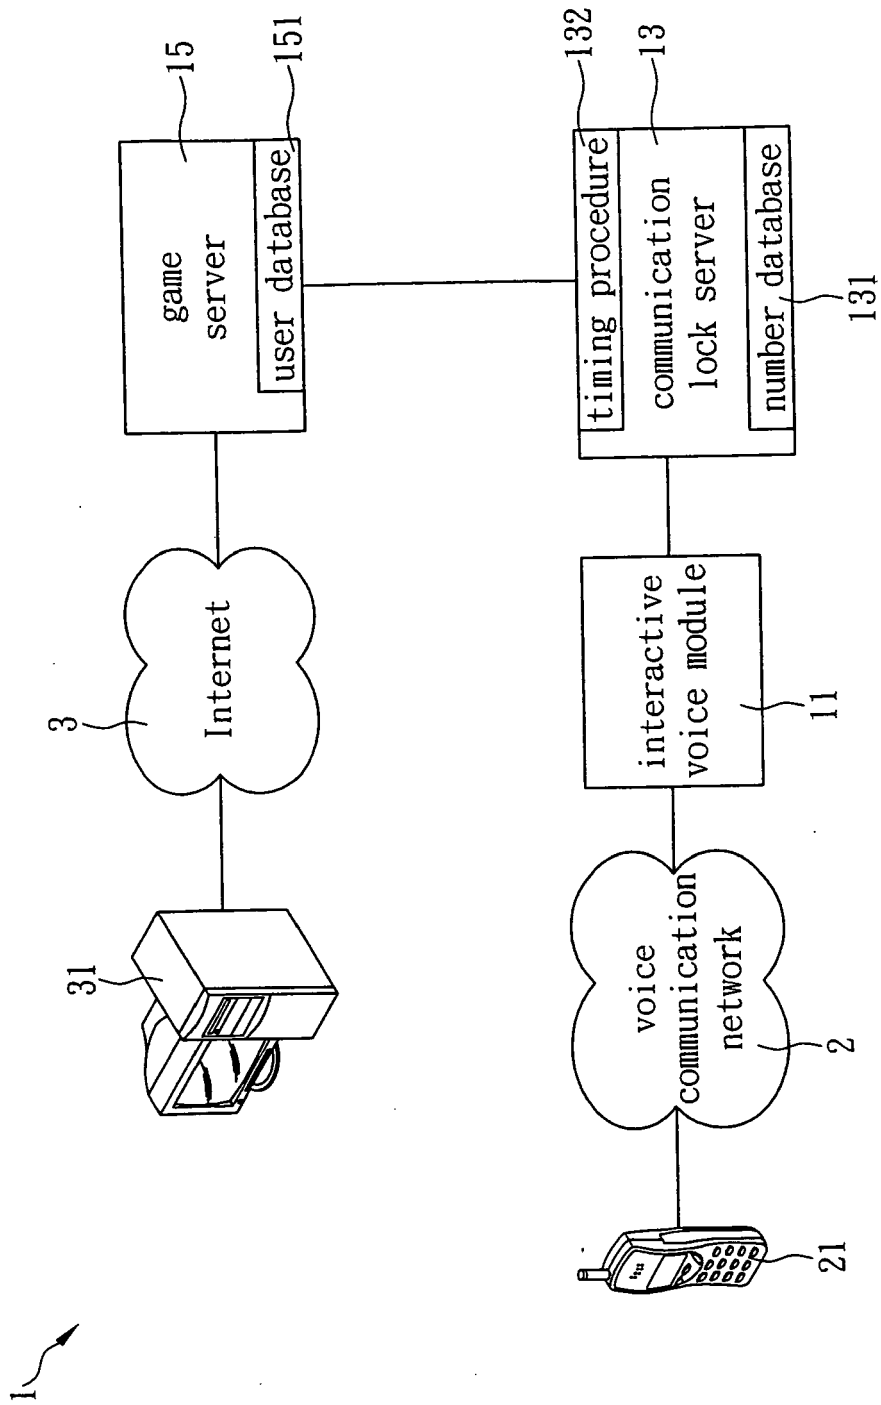 1
31
3
Internet
15
game
server
user database
151
21
voice
communication
network
2
interactive
voice module
11
132
timing procedure
13
communication
lock server
number database
131